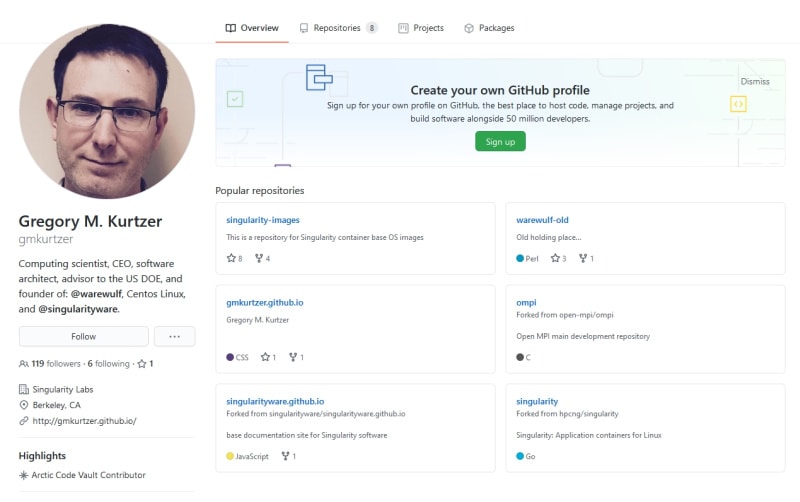 Overview
Repositories 8
Projects
Packages
Create your own GitHub profile
Dismiss
Sign up for your own profile on GitHub, the best place to host code, manage projects, and
build software alongside 50 million developers.
Sign up
Gregory M. Kurtzer
gmkurtzer
Computing scientist, CEO, software
architect, advisor to the US DOE, and
founder of: @warewulf, Centos Linux,
and @singularityware.
Follow
...
119 followers · 6 following · 1
Singularity Labs
Berkeley, CA
http://gmkurtzer.github.io/
Highlights
Arctic Code Vault Contributor
Popular repositories
singularity-images
This is a repository for Singularity container base OS images
8 4
warewulf-old
Old holding place...
Perl 3 1
gmkurtzer.github.io
Gregory M. Kurtzer
CSS 1 1
ompi
Forked from open-mpi/ompi
Open MPI main development repository
C
singularityware.github.io
Forked from singularityware/singularityware.github.io
base documentation site for Singularity software
JavaScript 1
singularity
Forked from hpcng/singularity
Singularity: Application containers for Linux
Go